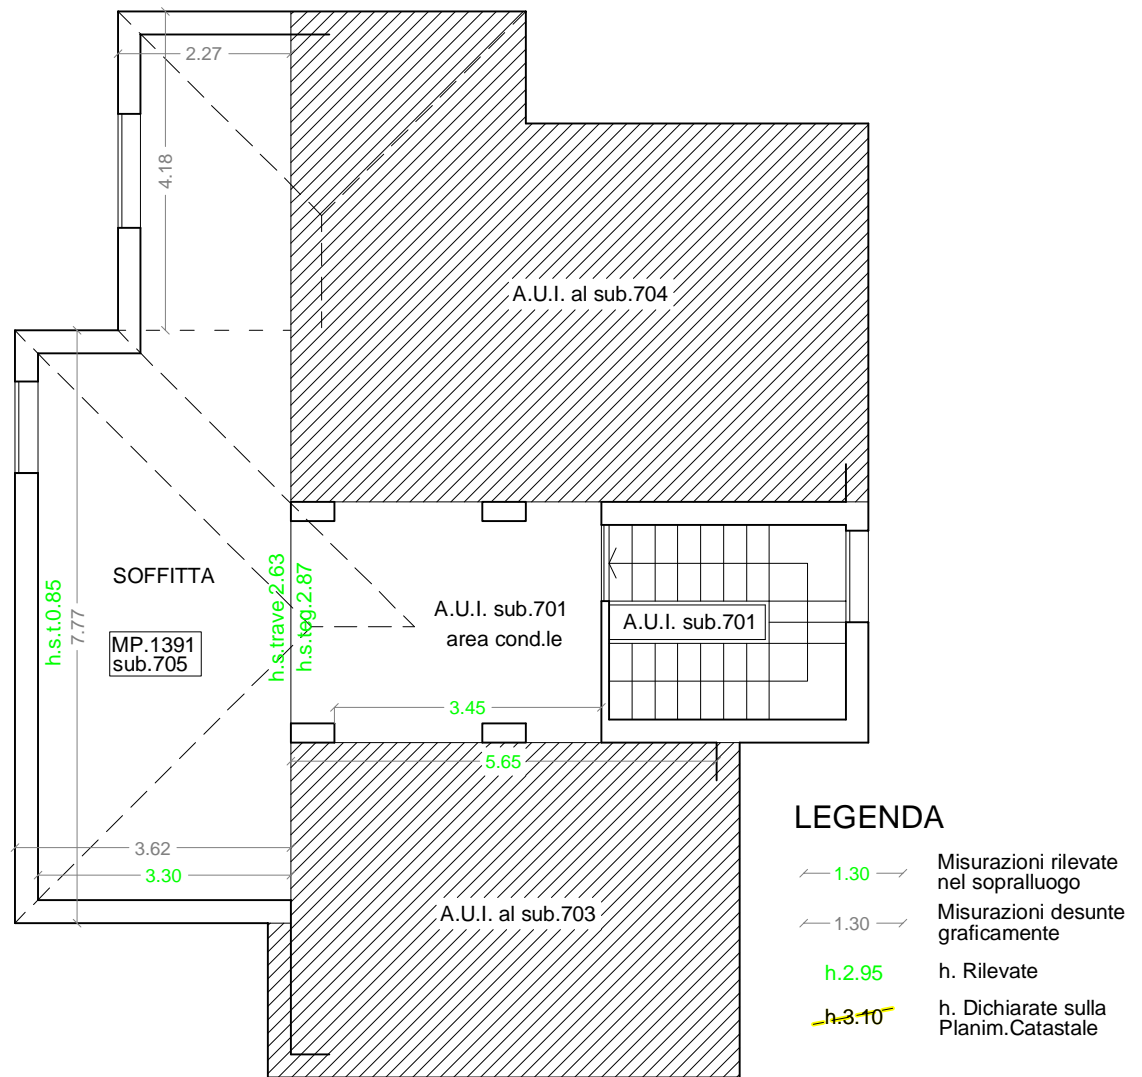 2.27
4.18
A.U.I. al sub.704
SOFFITTA
MP.1391
sub.705
h.s.t.0.85
7.77
h.s.trave.2.63
h.s.teg.2.87
A.U.I. sub.701
area cond.le
A.U.I. sub.701
3.45
5.65
3.62
3.30
A.U.I. al sub.703
LEGENDA
1.30
Misurazioni rilevate
nel sopralluogo
1.30
Misurazioni desunte
graficamente
h.2.95
h. Rilevate
h.3.10
h. Dichiarate sulla
Planim.Catastale